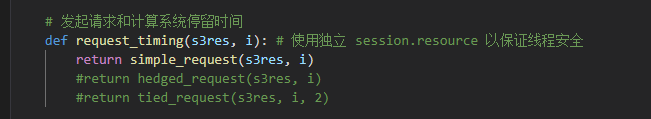 # 发起请求和计算系统停留时间
def request_timing(s3res, i): # 使用独立 session.resource 以保证线程安全
    return simple_request(s3res, i)
    #return hedged_request(s3res, i)
    #return tied_request(s3res, i, 2)